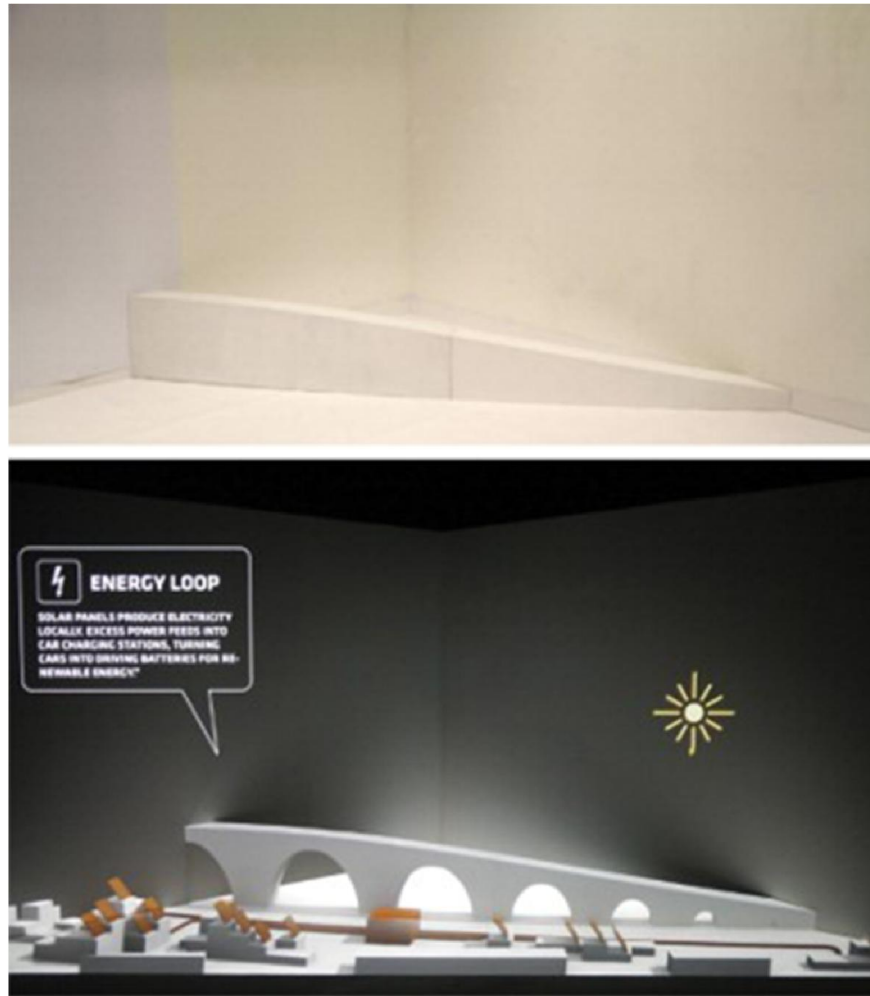 ENERGY LOOP
SOLAR PANELS PRODUCE ELECTRICITY
LOCALLY. EXCESS POWER FEEDS INTO
CAR CHARGING STATIONS, TURNING
CARS INTO DRIVING BATTERIES FOR RE-
NEWABLE ENERGY."